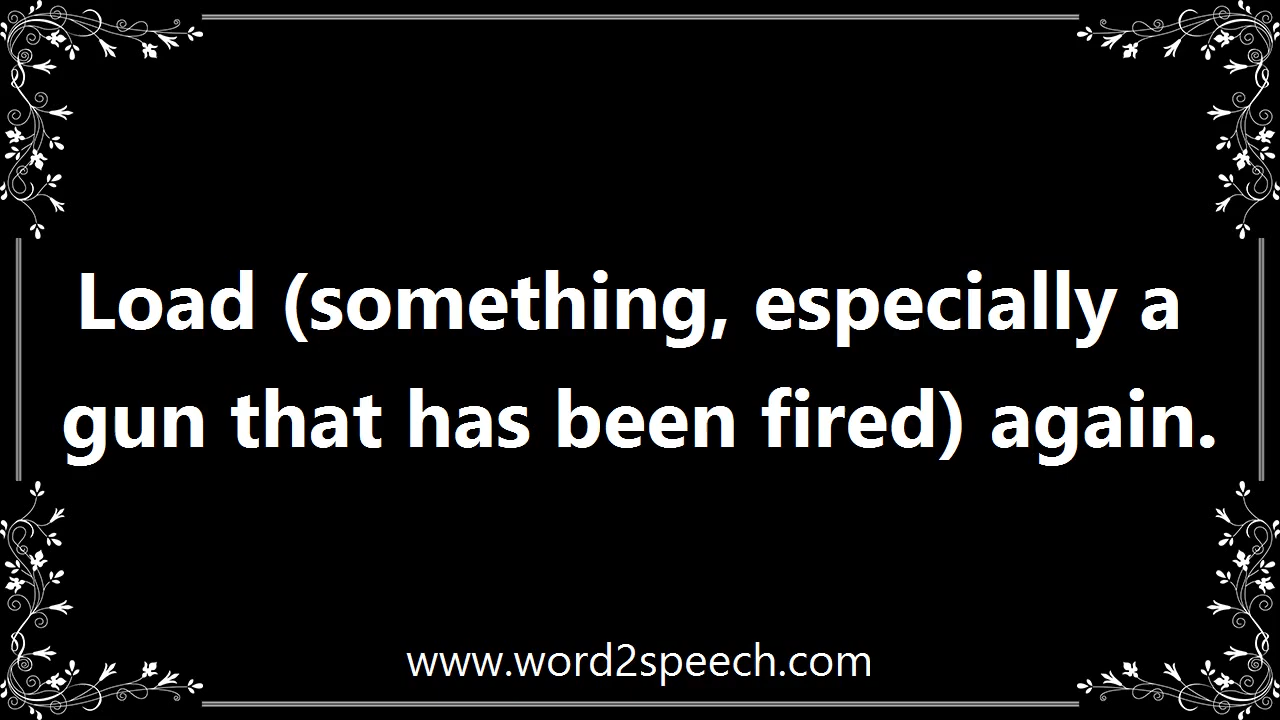 Load (something, especially a
gun that has been fired) again.
www.word2speech.com